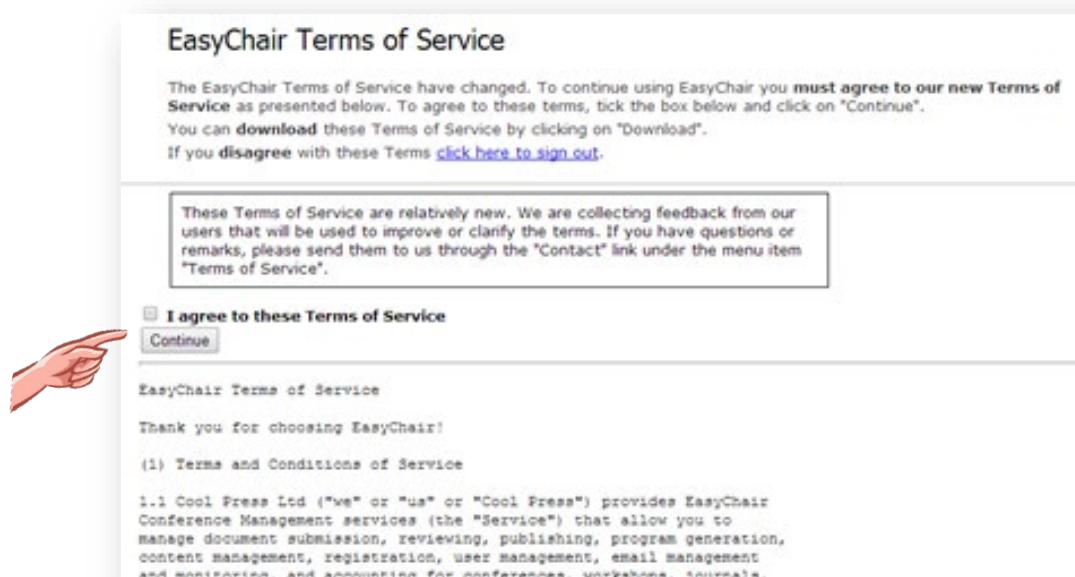 EasyChair Terms of Service
The EasyChair Terms of Service have changed. To continue using EasyChair you must agree to our new Terms of
Service as presented below. To agree to these terms, tick the box below and click on "Continue".
You can download these Terms of Service by clicking on "Download".
If you disagree with these Terms click here to sign out.
These Terms of Service are relatively new. We are collecting feedback from our
users that will be used to improve or clarify the terms. If you have questions or
remarks, please send them to us through the "Contact" link under the menu item
"Terms of Service".
I agree to these Terms of Service
Continue
EasyChair Terms of Service
Thank you for choosing EasyChair!
(1) Terms and Conditions of Service
1.1 Cool Press Ltd ("we" or "us" or "Cool Press") provides EasyChair
Conference Management services (the "Service") that allow you to
manage document submission, reviewing, publishing, program generation,
content management, registration, user management, email management
and monitoring, and accounting for conferences, workshops, journals,